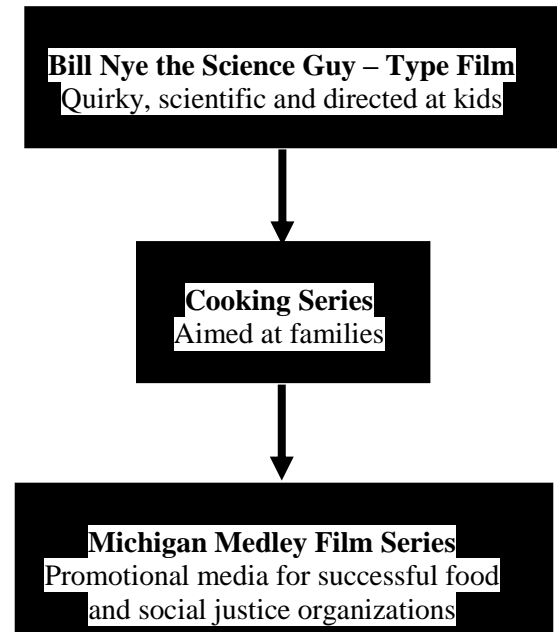 Bill Nye the Science Guy – Type Film
Quirky, scientific and directed at kids
Cooking Series
Aimed at families
Michigan Medley Film Series
Promotional media for successful food
and social justice organizations